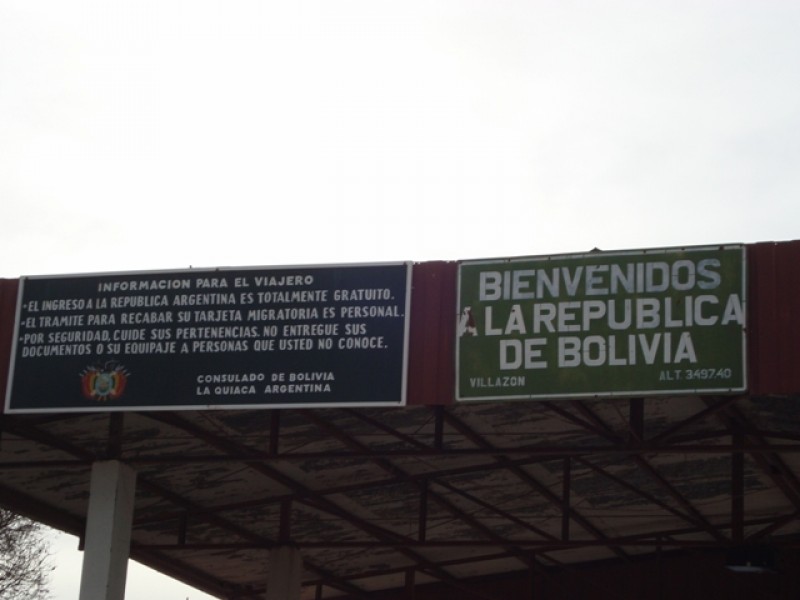 INFORMACION PARA EL VIAJERO
•EL INGRESO A LA REPUBLICA ARGENTINA ES TOTALMENTE GRATUITO.
•EL TRAMITE PARA RECABAR SU TARJETA MIGRATORIA ES PERSONAL.
•POR SEGURIDAD, CUIDE SUS PERTENENCIAS. NO ENTREGUE SUS
DOCUMENTOS O SU EQUIPAJE A PERSONAS QUE USTED NO CONOCE.
CONSULADO DE BOLIVIA
LA QUIACA ARGENTINA
BIENVENIDOS
A LA REPUBLICA
DE BOLIVIA
VILLAZON ALT. 3497.40